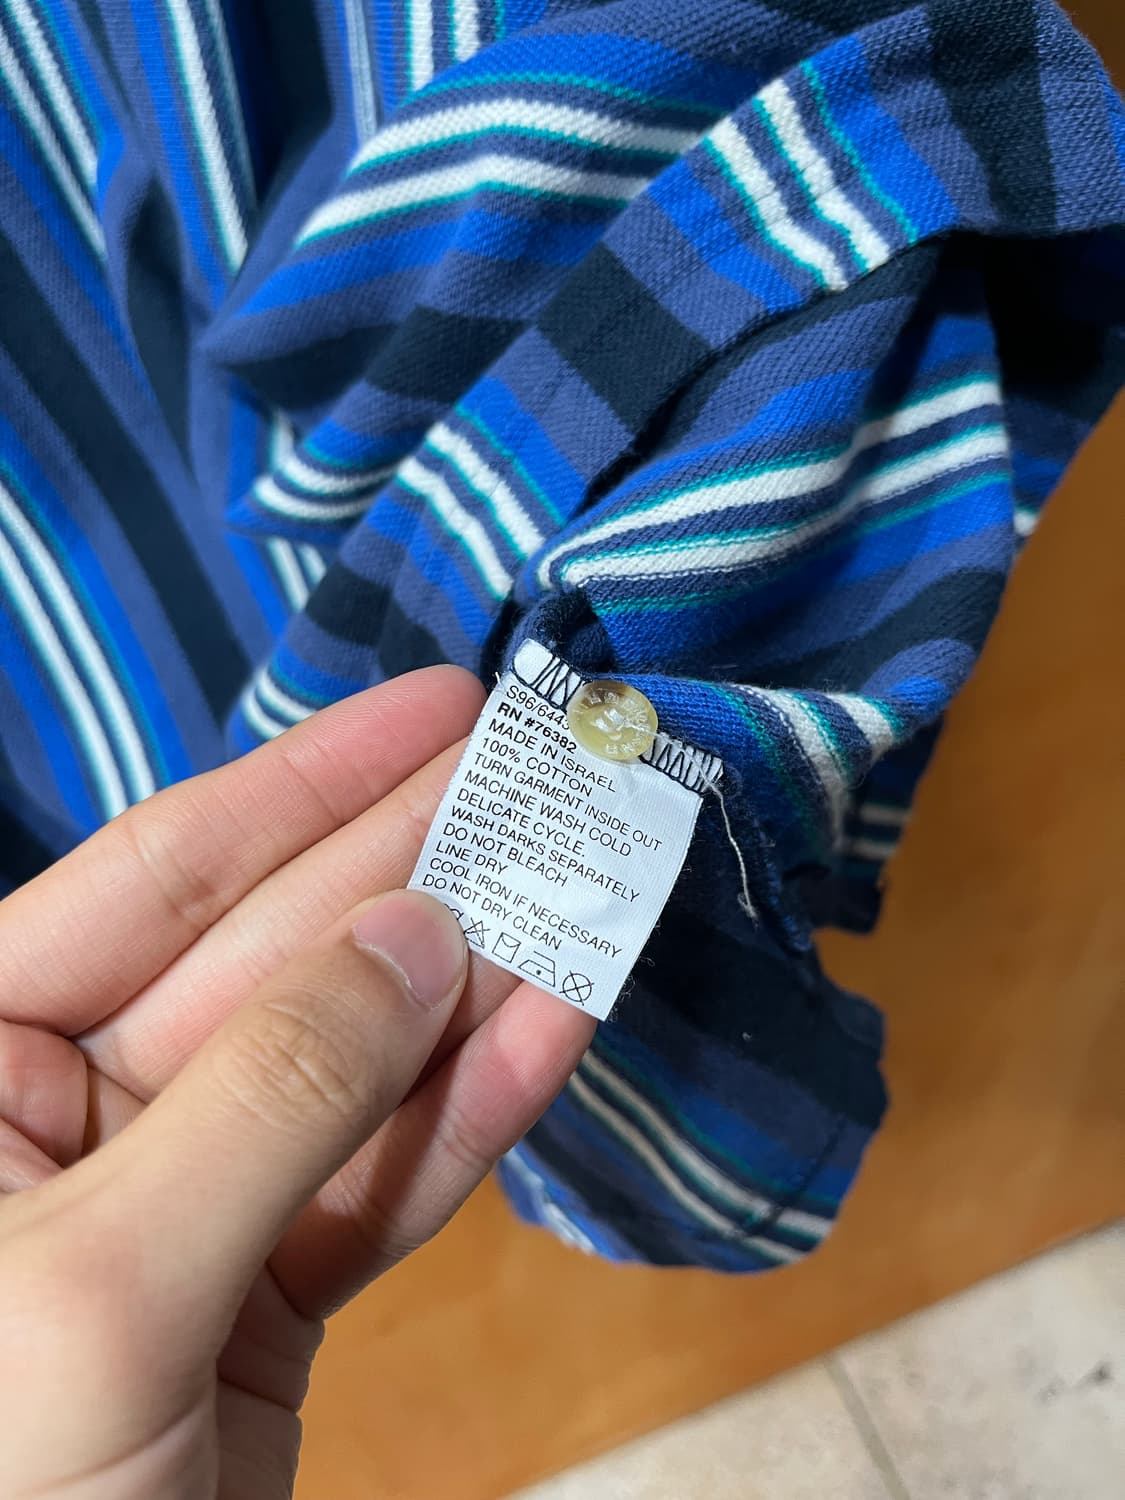 S96/643
RN #76382
MADE IN ISRAEL
100% COTTON
TURN GARMENT INSIDE OUT
MACHINE WASH COLD
DELICATE CYCLE.
WASH DARKS SEPARATELY
DO NOT BLEACH
LINE DRY
COOL IRON IF NECESSARY
DO NOT DRY CLEAN